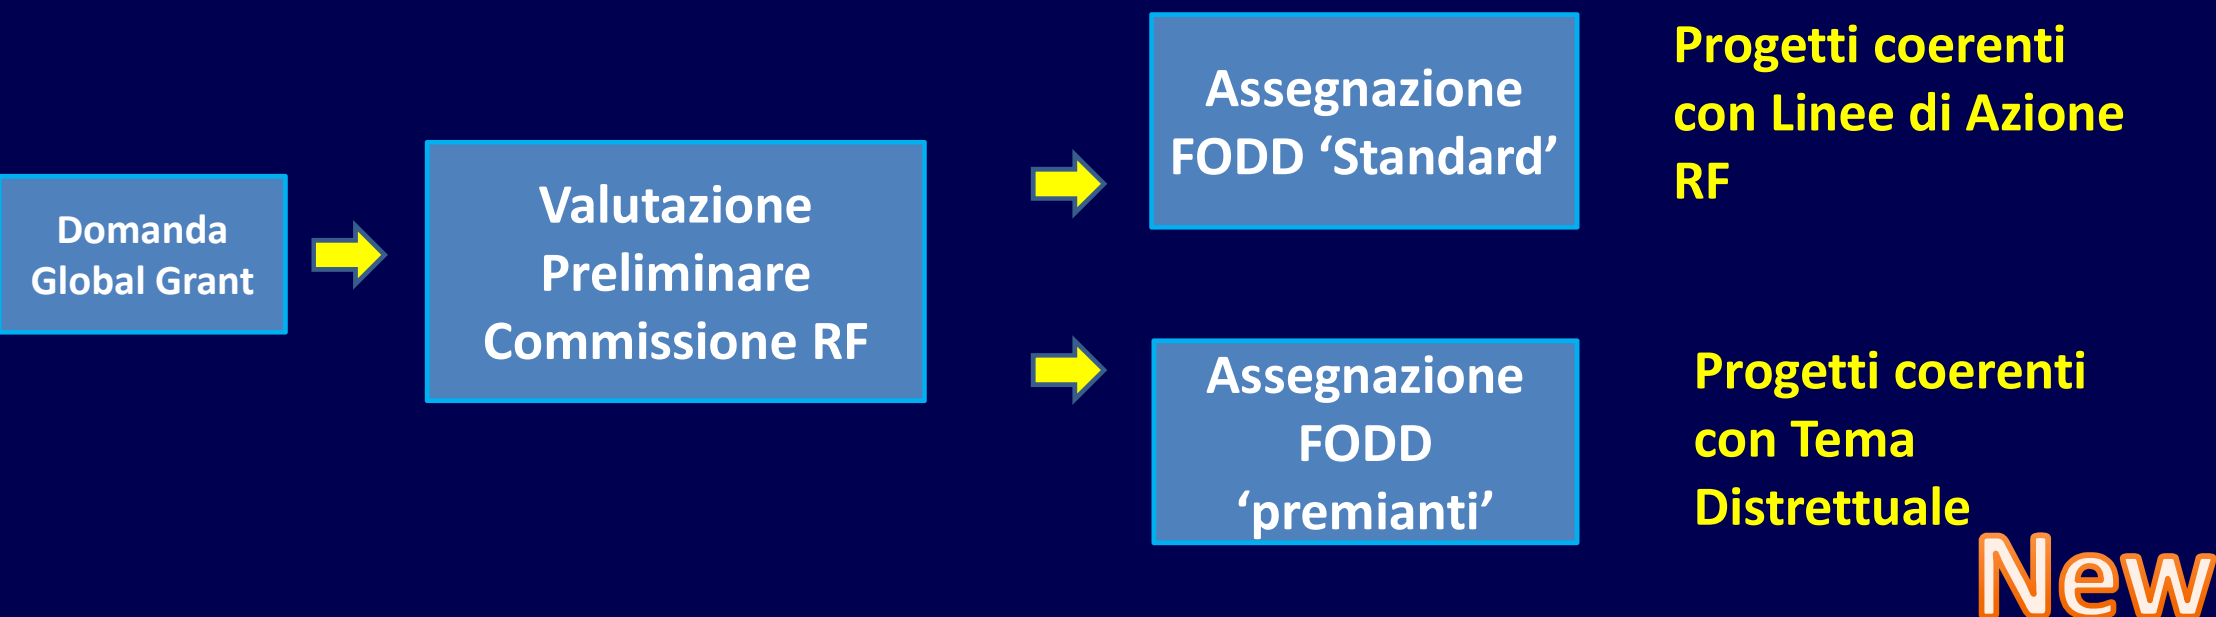 Domanda
Global Grant
Valutazione
Preliminare
Commissione RF
Assegnazione
FODD ‘Standard’
Progetti coerenti
con Linee di Azione
RF
Assegnazione
FODD
‘premianti’
Progetti coerenti
con Tema
Distrettuale
New